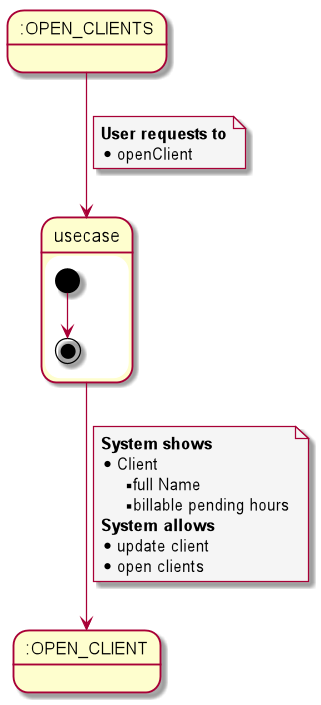 :OPEN_CLIENTS
User requests to
• openClient
usecase
System shows
• Client
▪ full Name
▪ billable pending hours
System allows
• update client
• open clients
:OPEN_CLIENT